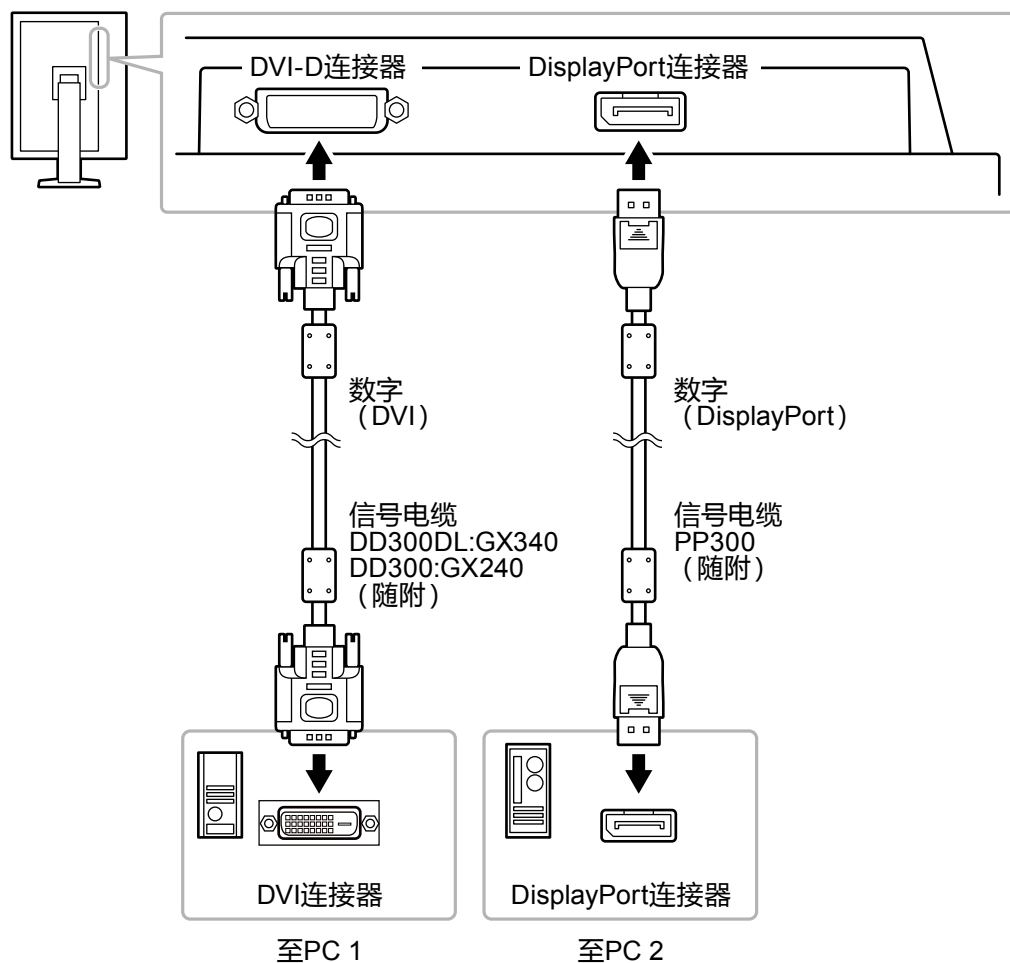 DVI-D连接器
DisplayPort连接器
数字
（DVI）
数字
（DisplayPort）
信号电缆
DD300DL:GX340
DD300:GX240
（随附）
信号电缆
PP300
（随附）
DVI连接器
DisplayPort连接器
至PC 1
至PC 2